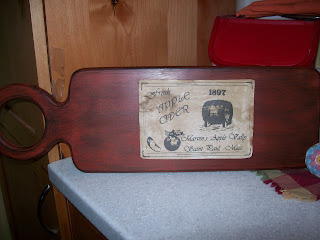 Fresh
1897
APPLE
CIDER
Marvin's Apple Valley
Saint Paul, Minn